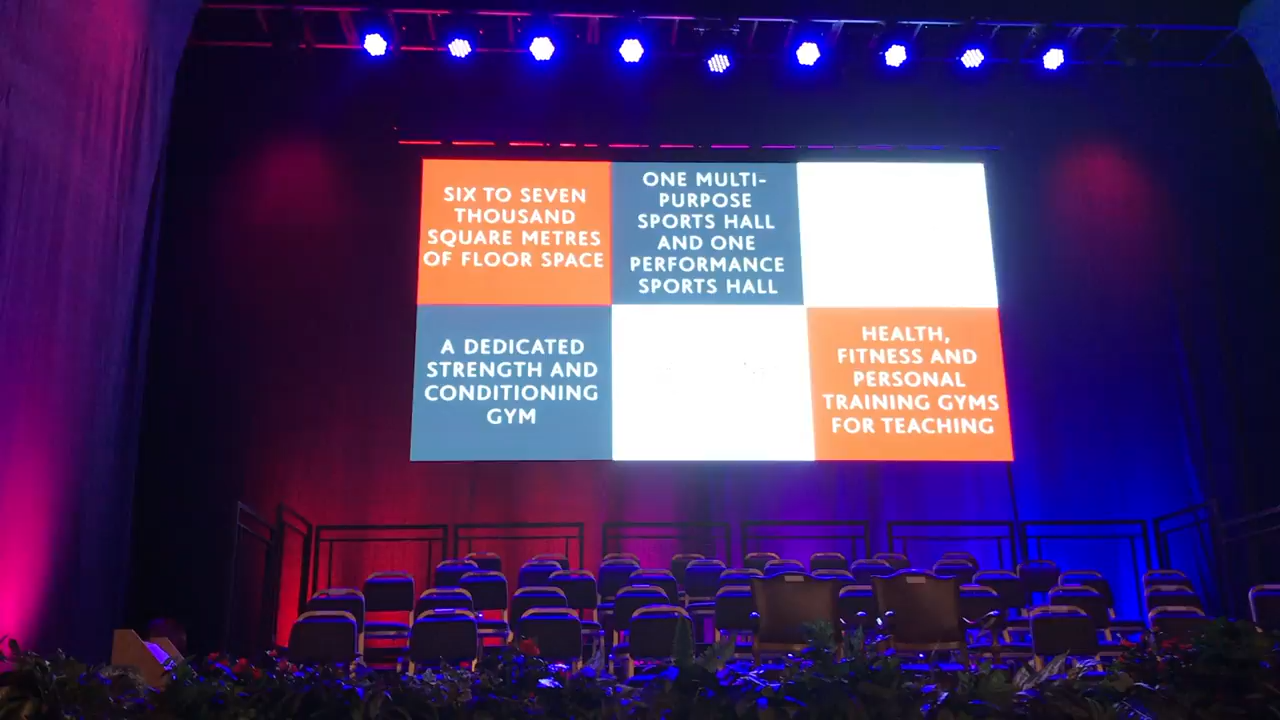 SIX TO SEVEN
THOUSAND
SQUARE METRES
OF FLOOR SPACE
ONE MULTI-
PURPOSE
SPORTS HALL
AND ONE
PERFORMANCE
SPORTS HALL
A DEDICATED
STRENGTH AND
CONDITIONING
GYM
HEALTH,
FITNESS AND
PERSONAL
TRAINING GYMS
FOR TEACHING